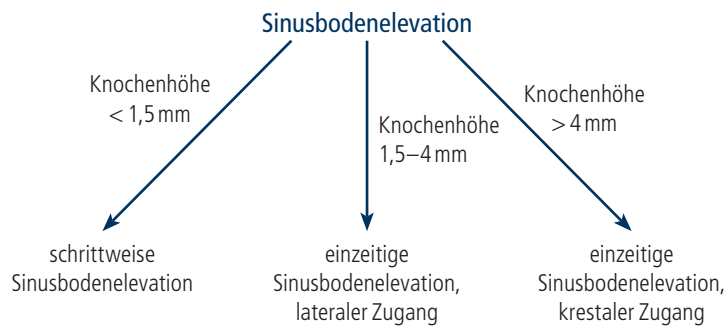 Sinusbodenelevation
Knochenhöhe
< 1,5 mm
Knochenhöhe
1,5–4 mm
Knochenhöhe
> 4 mm
schrittweise
Sinusbodenelevation
einzeitige
Sinusbodenelevation,
lateraler Zugang
einzeitige
Sinusbodenelevation,
krestaler Zugang